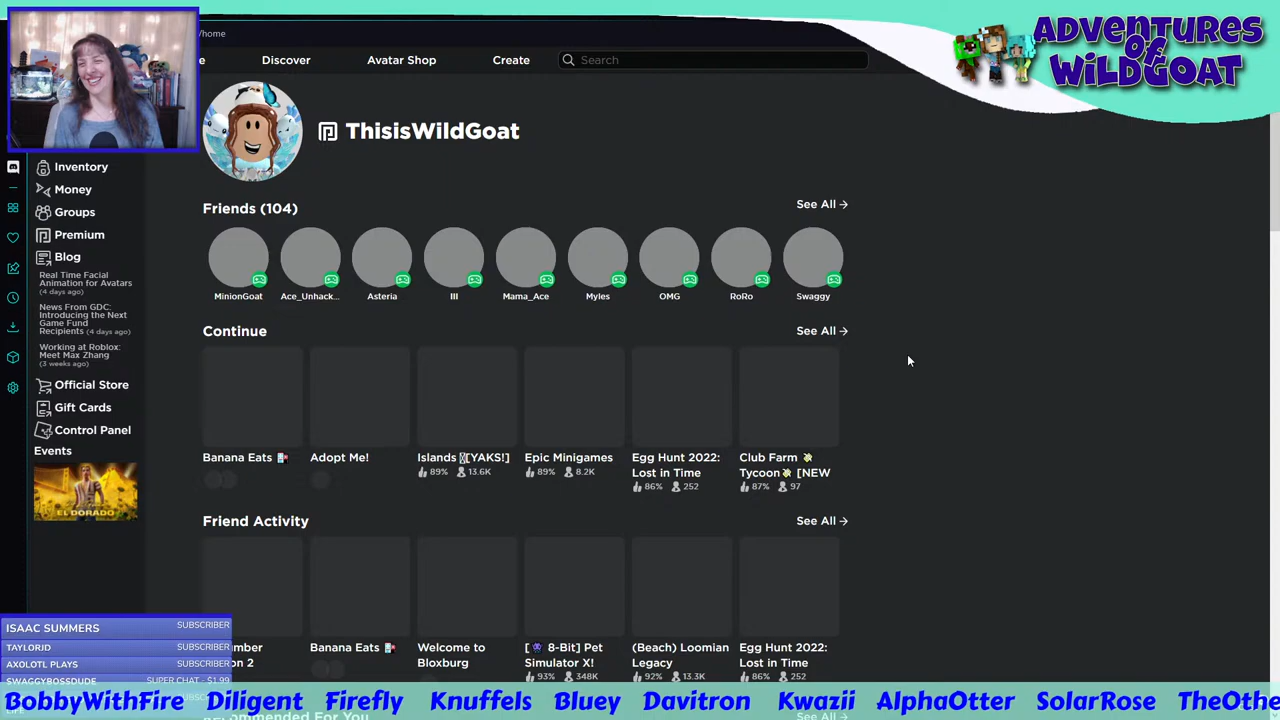 /home
Discover
Avatar Shop
Create
Search
ADVENTURES
OF
WILDGOAT
ThisisWildGoat
Inventory
Money
Groups
Premium
Blog
Real Time Facial
Animation for Avatars
(4 days ago)
News From GDC:
Introducing the Next
Game Fund
Recipients (4 days ago)
Working at Roblox:
Meet Max Zhang
(3 weeks ago)
Official Store
Gift Cards
Control Panel
Events
EL DORADO
Friends (104)
See All →
MinionGoat
Ace_Unhack...
Asteria
III
Mama_Ace
Myles
OMG
RoRo
Swaggy
Continue
See All →
Banana Eats
Adopt Me!
Islands [YAKS!]
89% 13.6K
Epic Minigames
89% 8.2K
Egg Hunt 2022:
Lost in Time
86% 252
Club Farm
Tycoon [NEW
87% 97
Friend Activity
See All →
Banana Eats
Welcome to
Bloxburg
[ 8-Bit] Pet
Simulator X!
93% 348K
(Beach) Loomian
Legacy
92% 13.3K
Egg Hunt 2022:
Lost in Time
86% 252
ISAAC SUMMERS SUBSCRIBER
TAYLORJD SUBSCRIBER
AXOLOTL PLAYS SUBSCRIBER
SWAGGYBOSSDUDE SUPER CHAT - $1.99
BobbyWithFire Diligent Firefly Knuffels Bluey Davitron Kwazii AlphaOtter SolarRose TheOthe